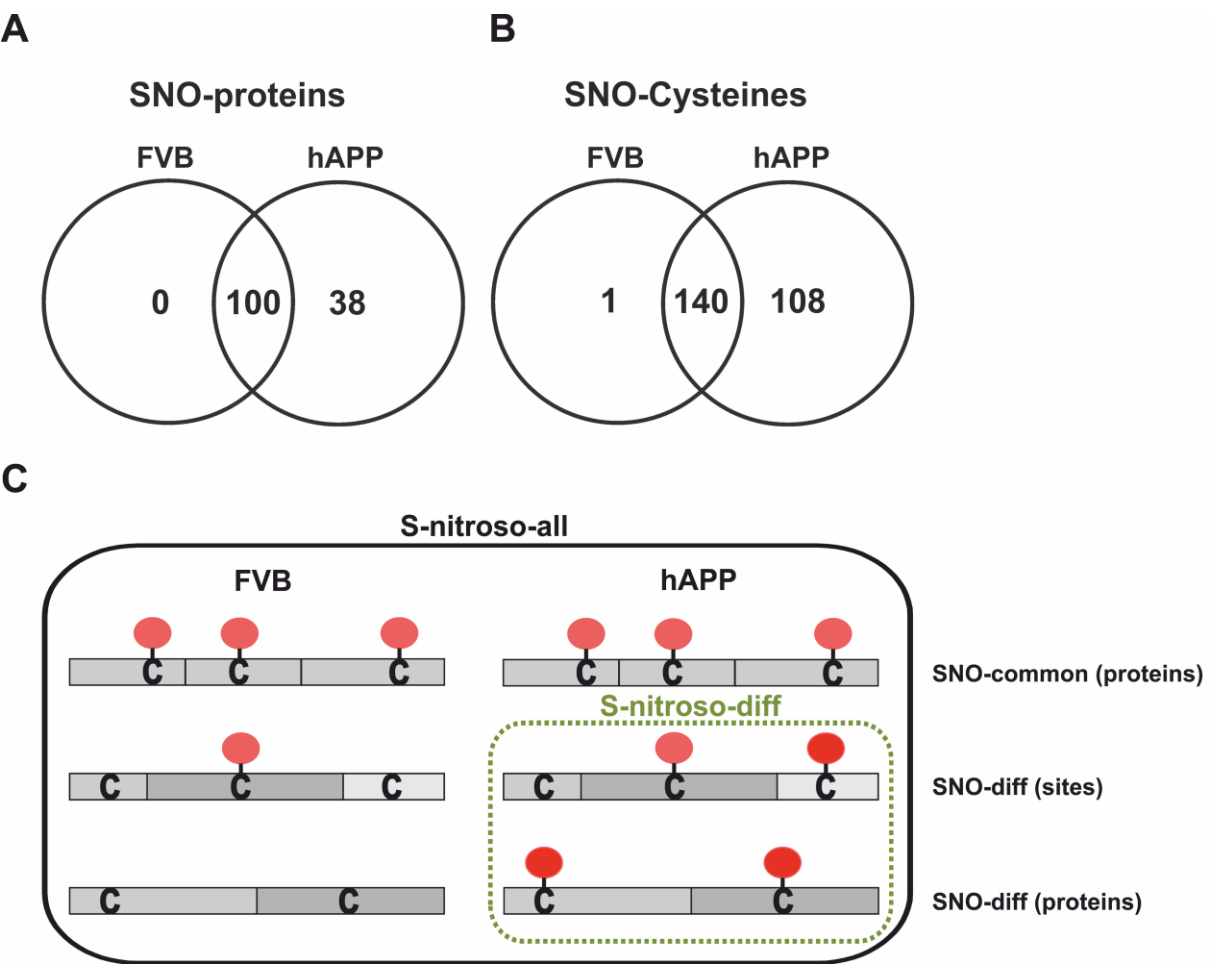 A
B
SNO-proteins
SNO-Cysteines
FVB
hAPP
FVB
hAPP
0
100
38
1
140
108
C
S-nitroso-all
FVB
hAPP
C
C
C
C
C
C
SNO-common (proteins)
S-nitroso-diff
C
C
C
C
C
C
SNO-diff (sites)
C
C
C
C
SNO-diff (proteins)